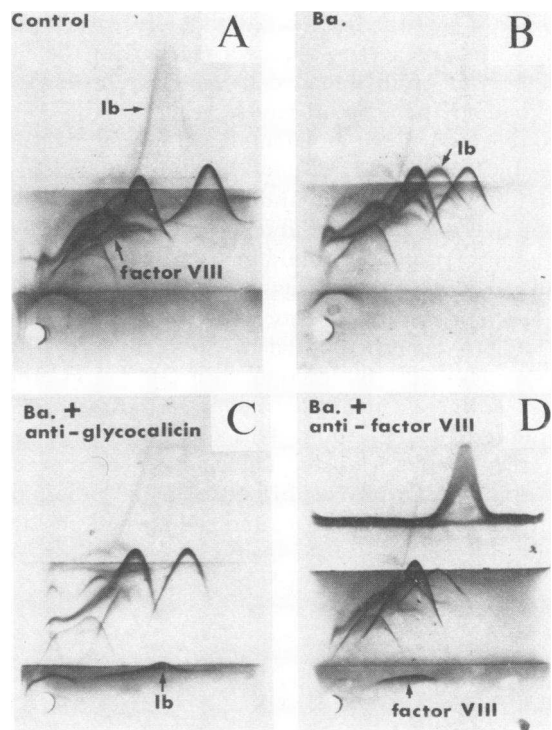 Control
A
Ib
factor VIII
Ba.
B
Ib
Ba. +
anti-glycocalicin
C
Ib
Ba. +
anti-factor VIII
D
factor VIII